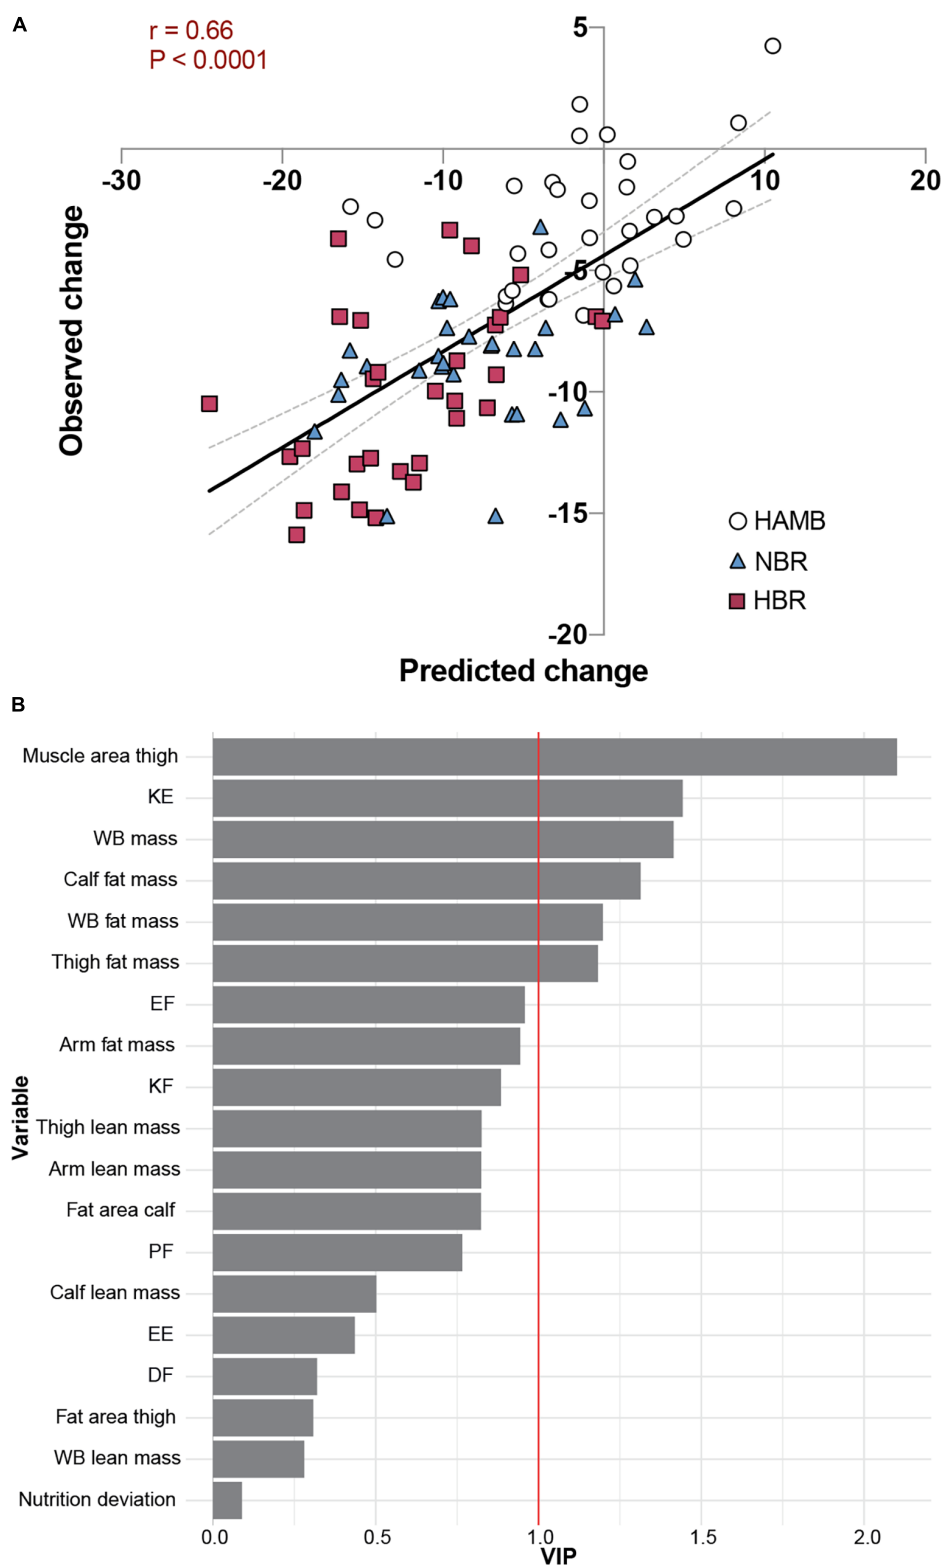 A
r = 0.66
P < 0.0001
5
-30 -20 -10 10 20
-5
-10
-15
-20
Observed change
HAMB
NBR
HBR
Predicted change
B
Muscle area thigh
KE
WB mass
Calf fat mass
WB fat mass
Thigh fat mass
EF
Arm fat mass
KF
Thigh lean mass
Arm lean mass
Fat area calf
PF
Calf lean mass
EE
DF
Fat area thigh
WB lean mass
Nutrition deviation
Variable
0.0 0.5 1.0 1.5 2.0
VIP